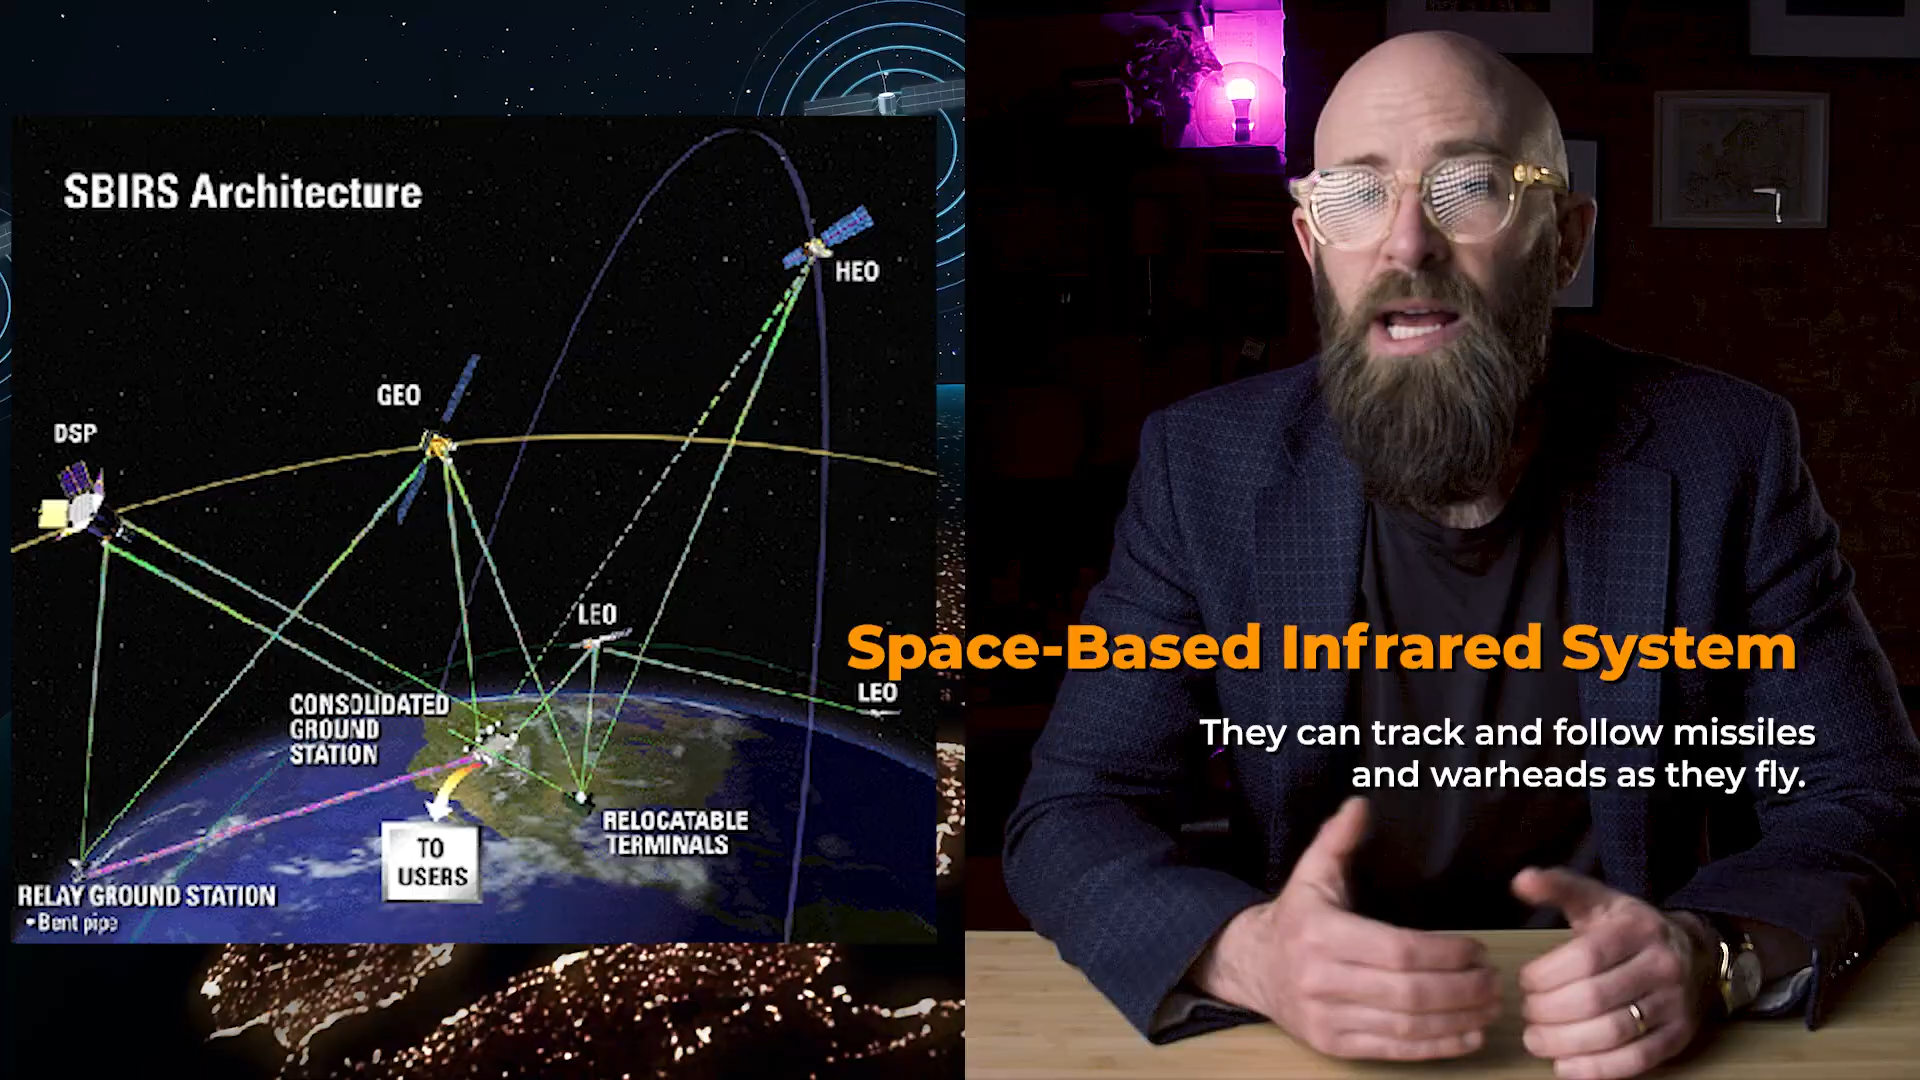 SBIRS Architecture
HEO
GEO
DSP
LEO
Space-Based Infrared System
LEO
CONSOLIDATED
GROUND
STATION
They can track and follow missiles
and warheads as they fly.
RELOCATABLE
TERMINALS
TO
USERS
RELAY GROUND STATION
• Bent pipe